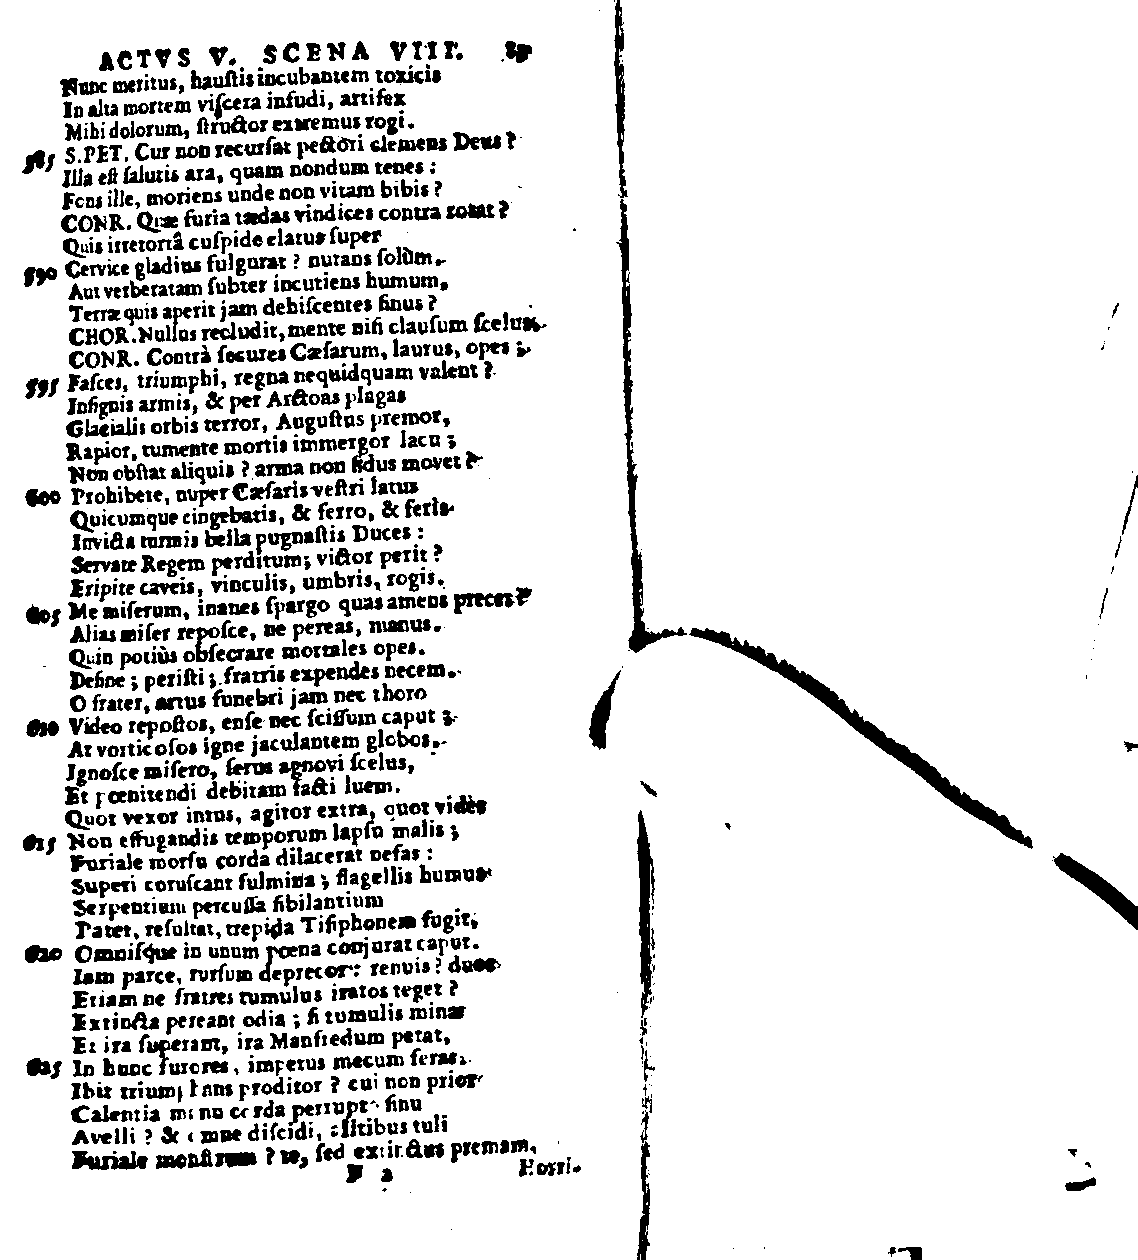 ACTVS V. SCENA VIII.
Nunc meritus, hauſtis incubantem toxicis
In alta mortem viſcera infudi, artifex
Mihi dolorum, ſtructor extremus rogi.
585 S.PET. Cur non recurſat pectori clemens Deus ?
Illa eſt ſalutis ara, quam nondum tenes :
Fons ille, moriens unde non vitam bibis ?
CONR. Quæ furia tædas vindices contra rotat ?
Quis irretortâ cuſpide elatus ſuper
590 Cervice gladius fulgurat ? nutans ſolùm,
Aut verberatam ſubter incutiens humum,
Terræ quis aperit jam dehiſcentes ſinus ?
CHOR. Nullus recludit, mente niſi clauſum ſcelus.
CONR. Contrà ſecures Cæſarum, laurus, opes ;
595 Faſces, triumphi, regna nequidquam valent ?
Inſignis armis, & per Arctoas plagas
Glacialis orbis terror, Auguſtus premor,
Rapior, tumente mortis immergor lacu ;
Non obſtat aliquis ? arma non fidus movet ?
600 Prohibete, nuper Cæſaris veſtri latus
Quicumque cingebatis, & ferro, & feris
Invicta turmis bella pugnaſtis Duces :
Servate Regem perditum ; victor perit ?
Eripite caveis, vinculis, umbris, rogis.
605 Me miſerum, inanes ſpargo quas amens preces ?
Alias miſer repoſce, ne pereas, manus.
Quin potiùs obſecrare mortales opes.
Deſine ; periſti ; fratris expendes necem.
O frater, artus funebri jam nec thoro
610 Video repoſtos, enſe nec ſciſſum caput ;
At vorticoſos igne jaculantem globos,
Ignoſce miſero, ſerus agnovi ſcelus,
Et pœnitendi debitam facti luem.
Quot vexor intus, agitor extra, quot vidês
615 Non effugandis temporum lapſu malis ;
Furiale morſu corda dilacerat nefas :
Superi coruſcant fulmina ; flagellis humus
Serpentium percuſſa ſibilantium
Patet, reſultat, trepida Tiſiphonem fugit,
620 Omniſque in unum pœna conjurat caput.
Iam parce, rurſum deprecor : renuis ? duos
Etiam ne fratres tumulus iratos teget ?
Extincta pereant odia ; ſi tumulis minar
Et ira ſuperant, ira Manfredum petat,
625 In hunc furores, impetus mecum feras.
Ibit triumphans proditor ? cui non prior
Calentia manu corda perrupto ſinu
Avelli ? & omne diſcidi, ſitibus tuli
Furiale monſtrum ? te, ſed extinctus premam,
F 2 Hoſti-